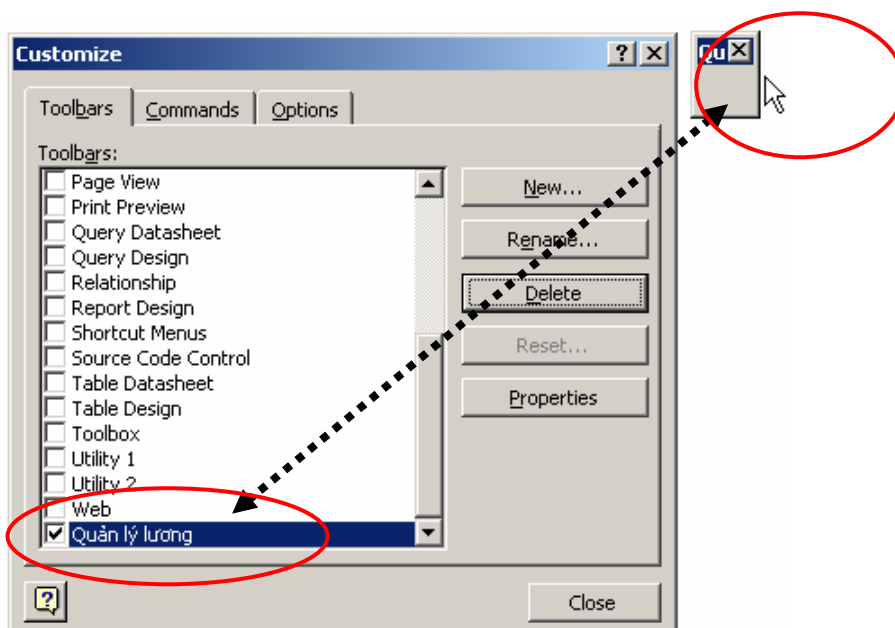 Customize
Qu
Toolbars Commands Options
Toolbars:
Page View
Print Preview
Query Datasheet
Query Design
Relationship
Report Design
Shortcut Menus
Source Code Control
Table Datasheet
Table Design
Toolbox
Utility 1
Utility 2
Web
Quản lý lương
New...
Rename...
Delete
Reset...
Properties
Close